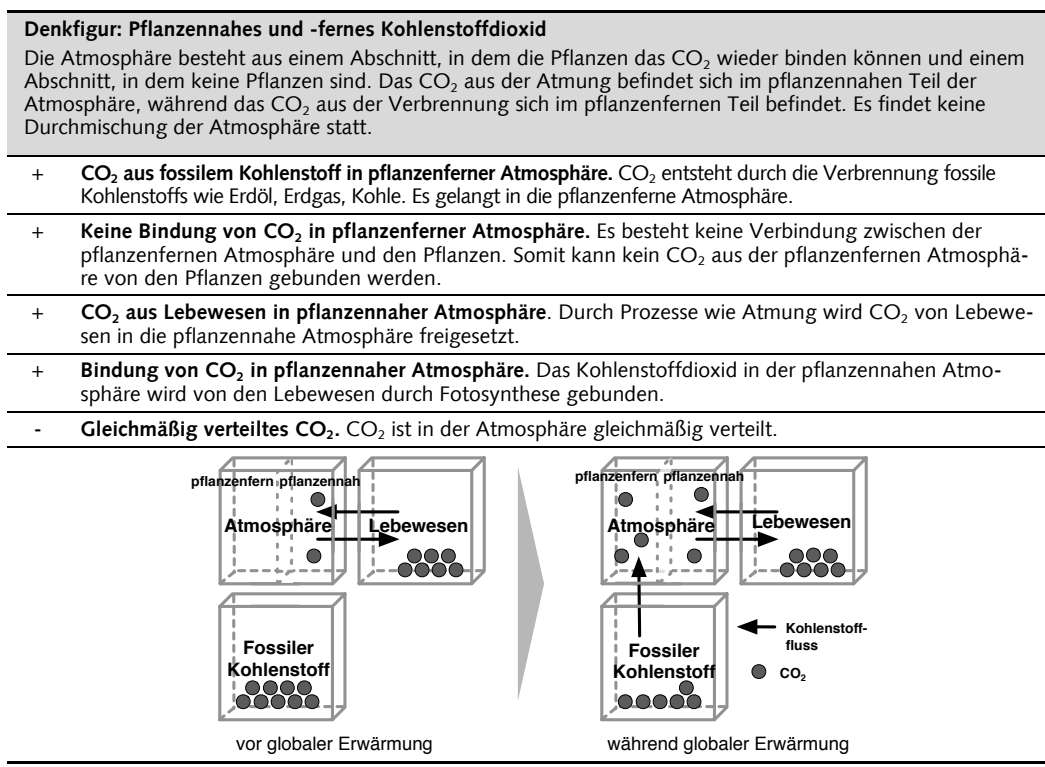 Denkfigur: Pflanzennahes und -fernes Kohlenstoffdioxid
Die Atmosphäre besteht aus einem Abschnitt, in dem die Pflanzen das CO₂ wieder binden können und einem
Abschnitt, in dem keine Pflanzen sind. Das CO₂ aus der Atmung befindet sich im pflanzennahen Teil der
Atmosphäre, während das CO₂ aus der Verbrennung sich im pflanzenfernen Teil befindet. Es findet keine
Durchmischung der Atmosphäre statt.
+ CO₂ aus fossilem Kohlenstoff in pflanzenferner Atmosphäre. CO₂ entsteht durch die Verbrennung fossile
Kohlenstoffs wie Erdöl, Erdgas, Kohle. Es gelangt in die pflanzenferne Atmosphäre.
+ Keine Bindung von CO₂ in pflanzenferner Atmosphäre. Es besteht keine Verbindung zwischen der
pflanzenfernen Atmosphäre und den Pflanzen. Somit kann kein CO₂ aus der pflanzenfernen Atmosphä-
re von den Pflanzen gebunden werden.
+ CO₂ aus Lebewesen in pflanzennaher Atmosphäre. Durch Prozesse wie Atmung wird CO₂ von Lebewe-
sen in die pflanzennahe Atmosphäre freigesetzt.
+ Bindung von CO₂ in pflanzennaher Atmosphäre. Das Kohlenstoffdioxid in der pflanzennahen Atmo-
sphäre wird von den Lebewesen durch Fotosynthese gebunden.
- Gleichmäßig verteiltes CO₂. CO₂ ist in der Atmosphäre gleichmäßig verteilt.
pflanzenfern pflanzennah
Atmosphäre
Lebewesen
Fossiler
Kohlenstoff
vor globaler Erwärmung
pflanzenfern pflanzennah
Atmosphäre
Lebewesen
Fossiler
Kohlenstoff
Kohlenstoff-
fluss
CO₂
während globaler Erwärmung